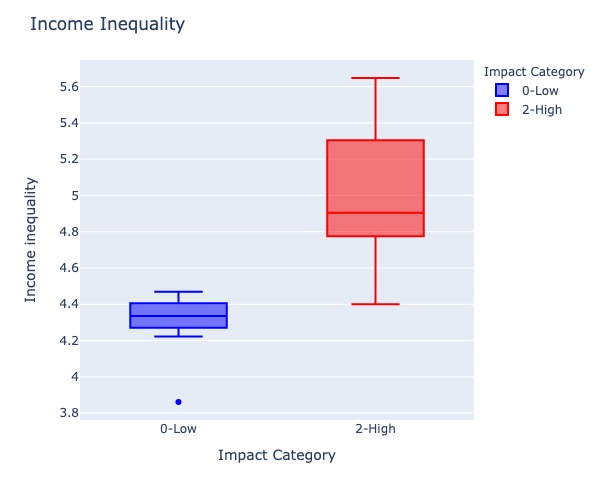 Income Inequality
Impact Category
0-Low
2-High
5.6
5.4
5.2
5
4.8
4.6
4.4
4.2
4
3.8
Income inequality
0-Low
2-High
Impact Category